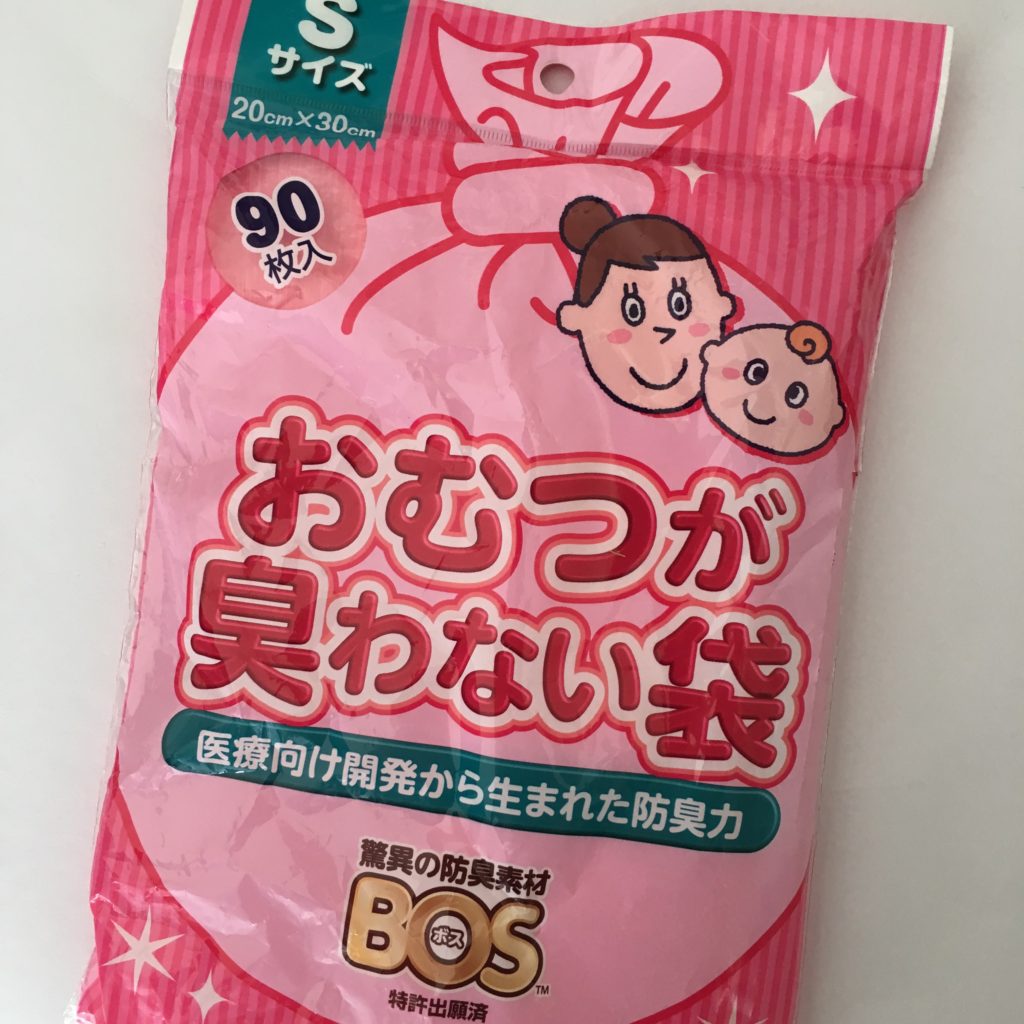 S
サイズ
20cm×30cm
90
枚入
おむつが
臭わない袋
医療向け開発から生まれた防臭力
驚異の防臭素材
BOS
ボス
TM
特許出願済